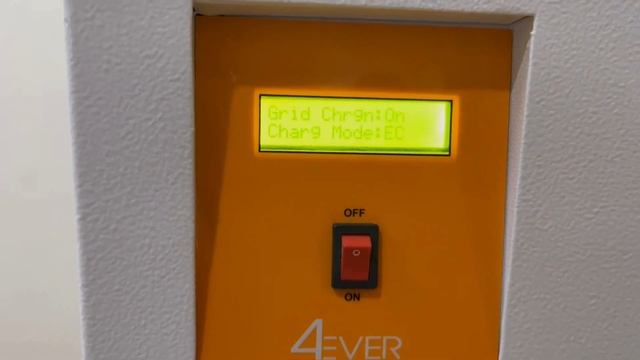 Grid Chrgn:On
Charg Mode:EC
OFF
ON
4EVER